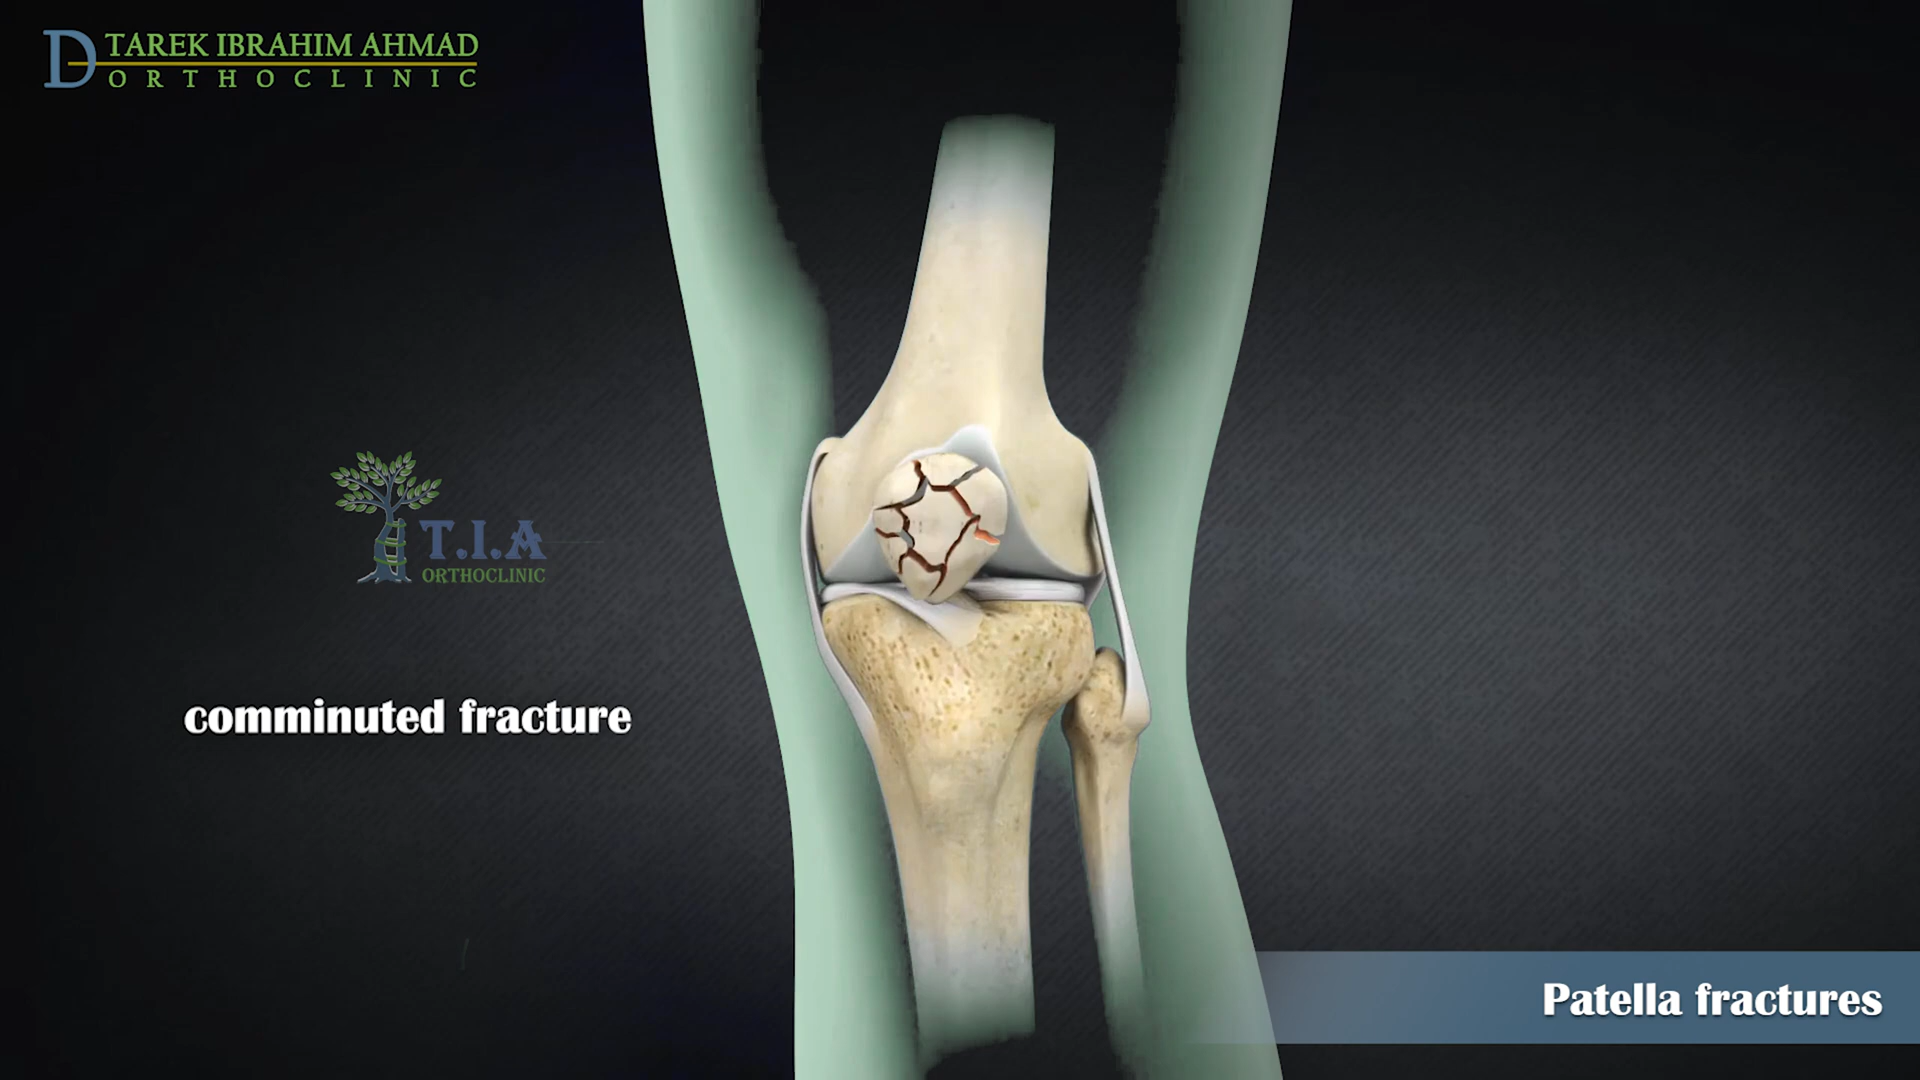 D TAREK IBRAHIM AHMAD
ORTHOCLINIC
T.I.A
ORTHOCLINIC
comminuted fracture
Patella fractures